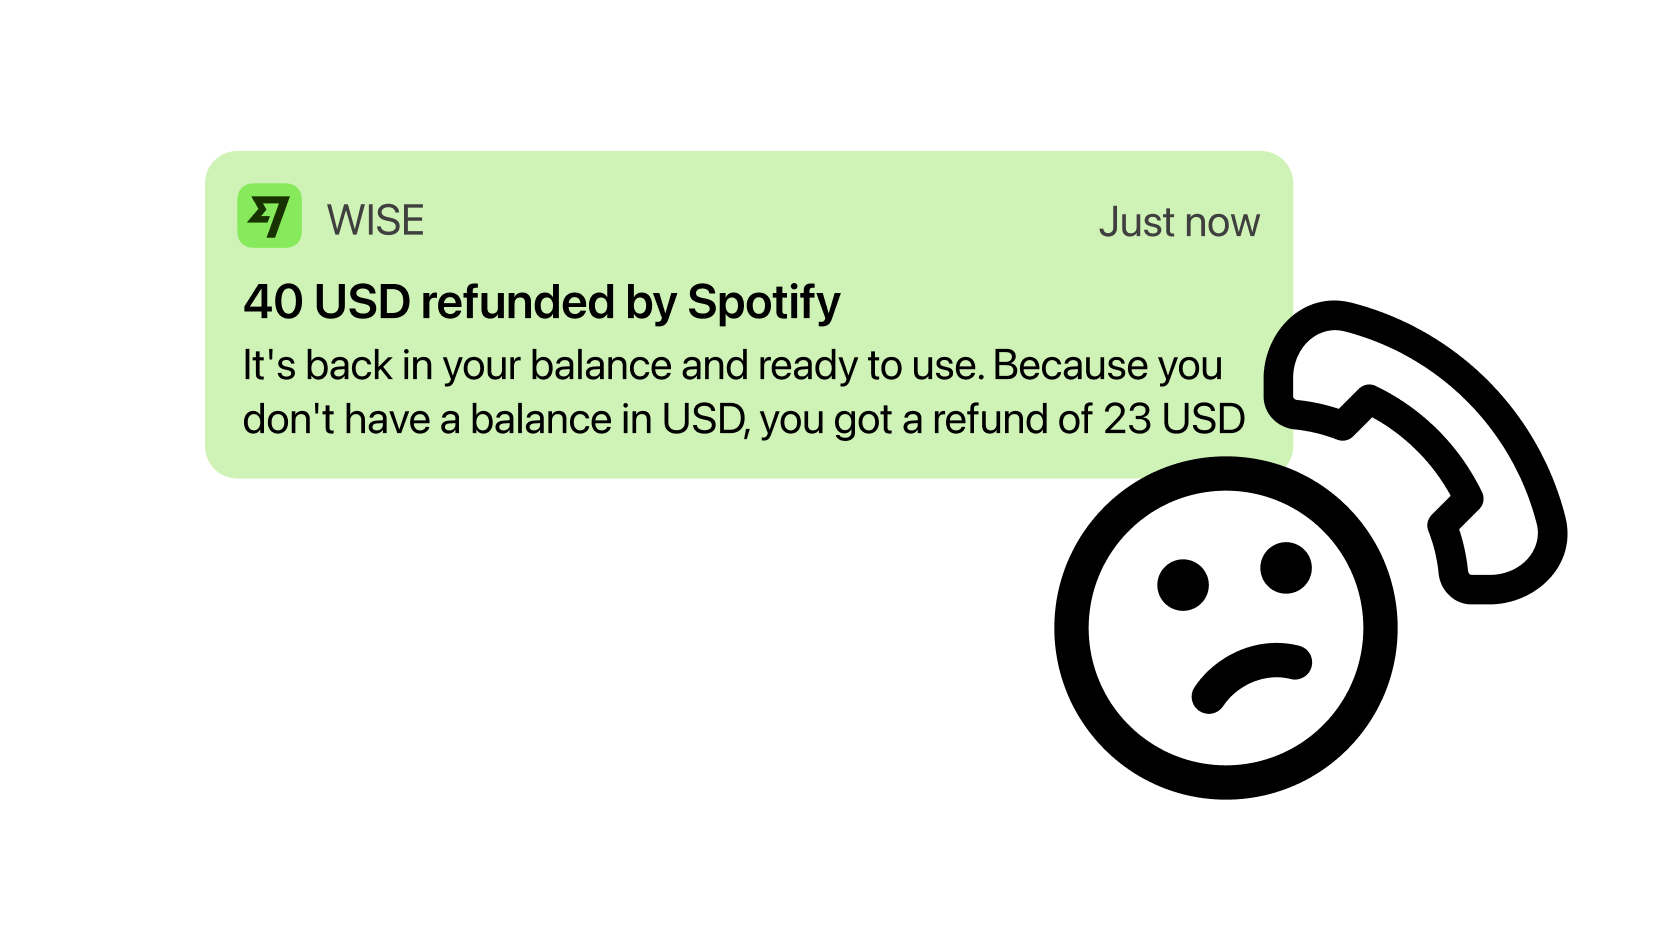 WISE
Just now
40 USD refunded by Spotify
It's back in your balance and ready to use. Because you
don't have a balance in USD, you got a refund of 23 USD